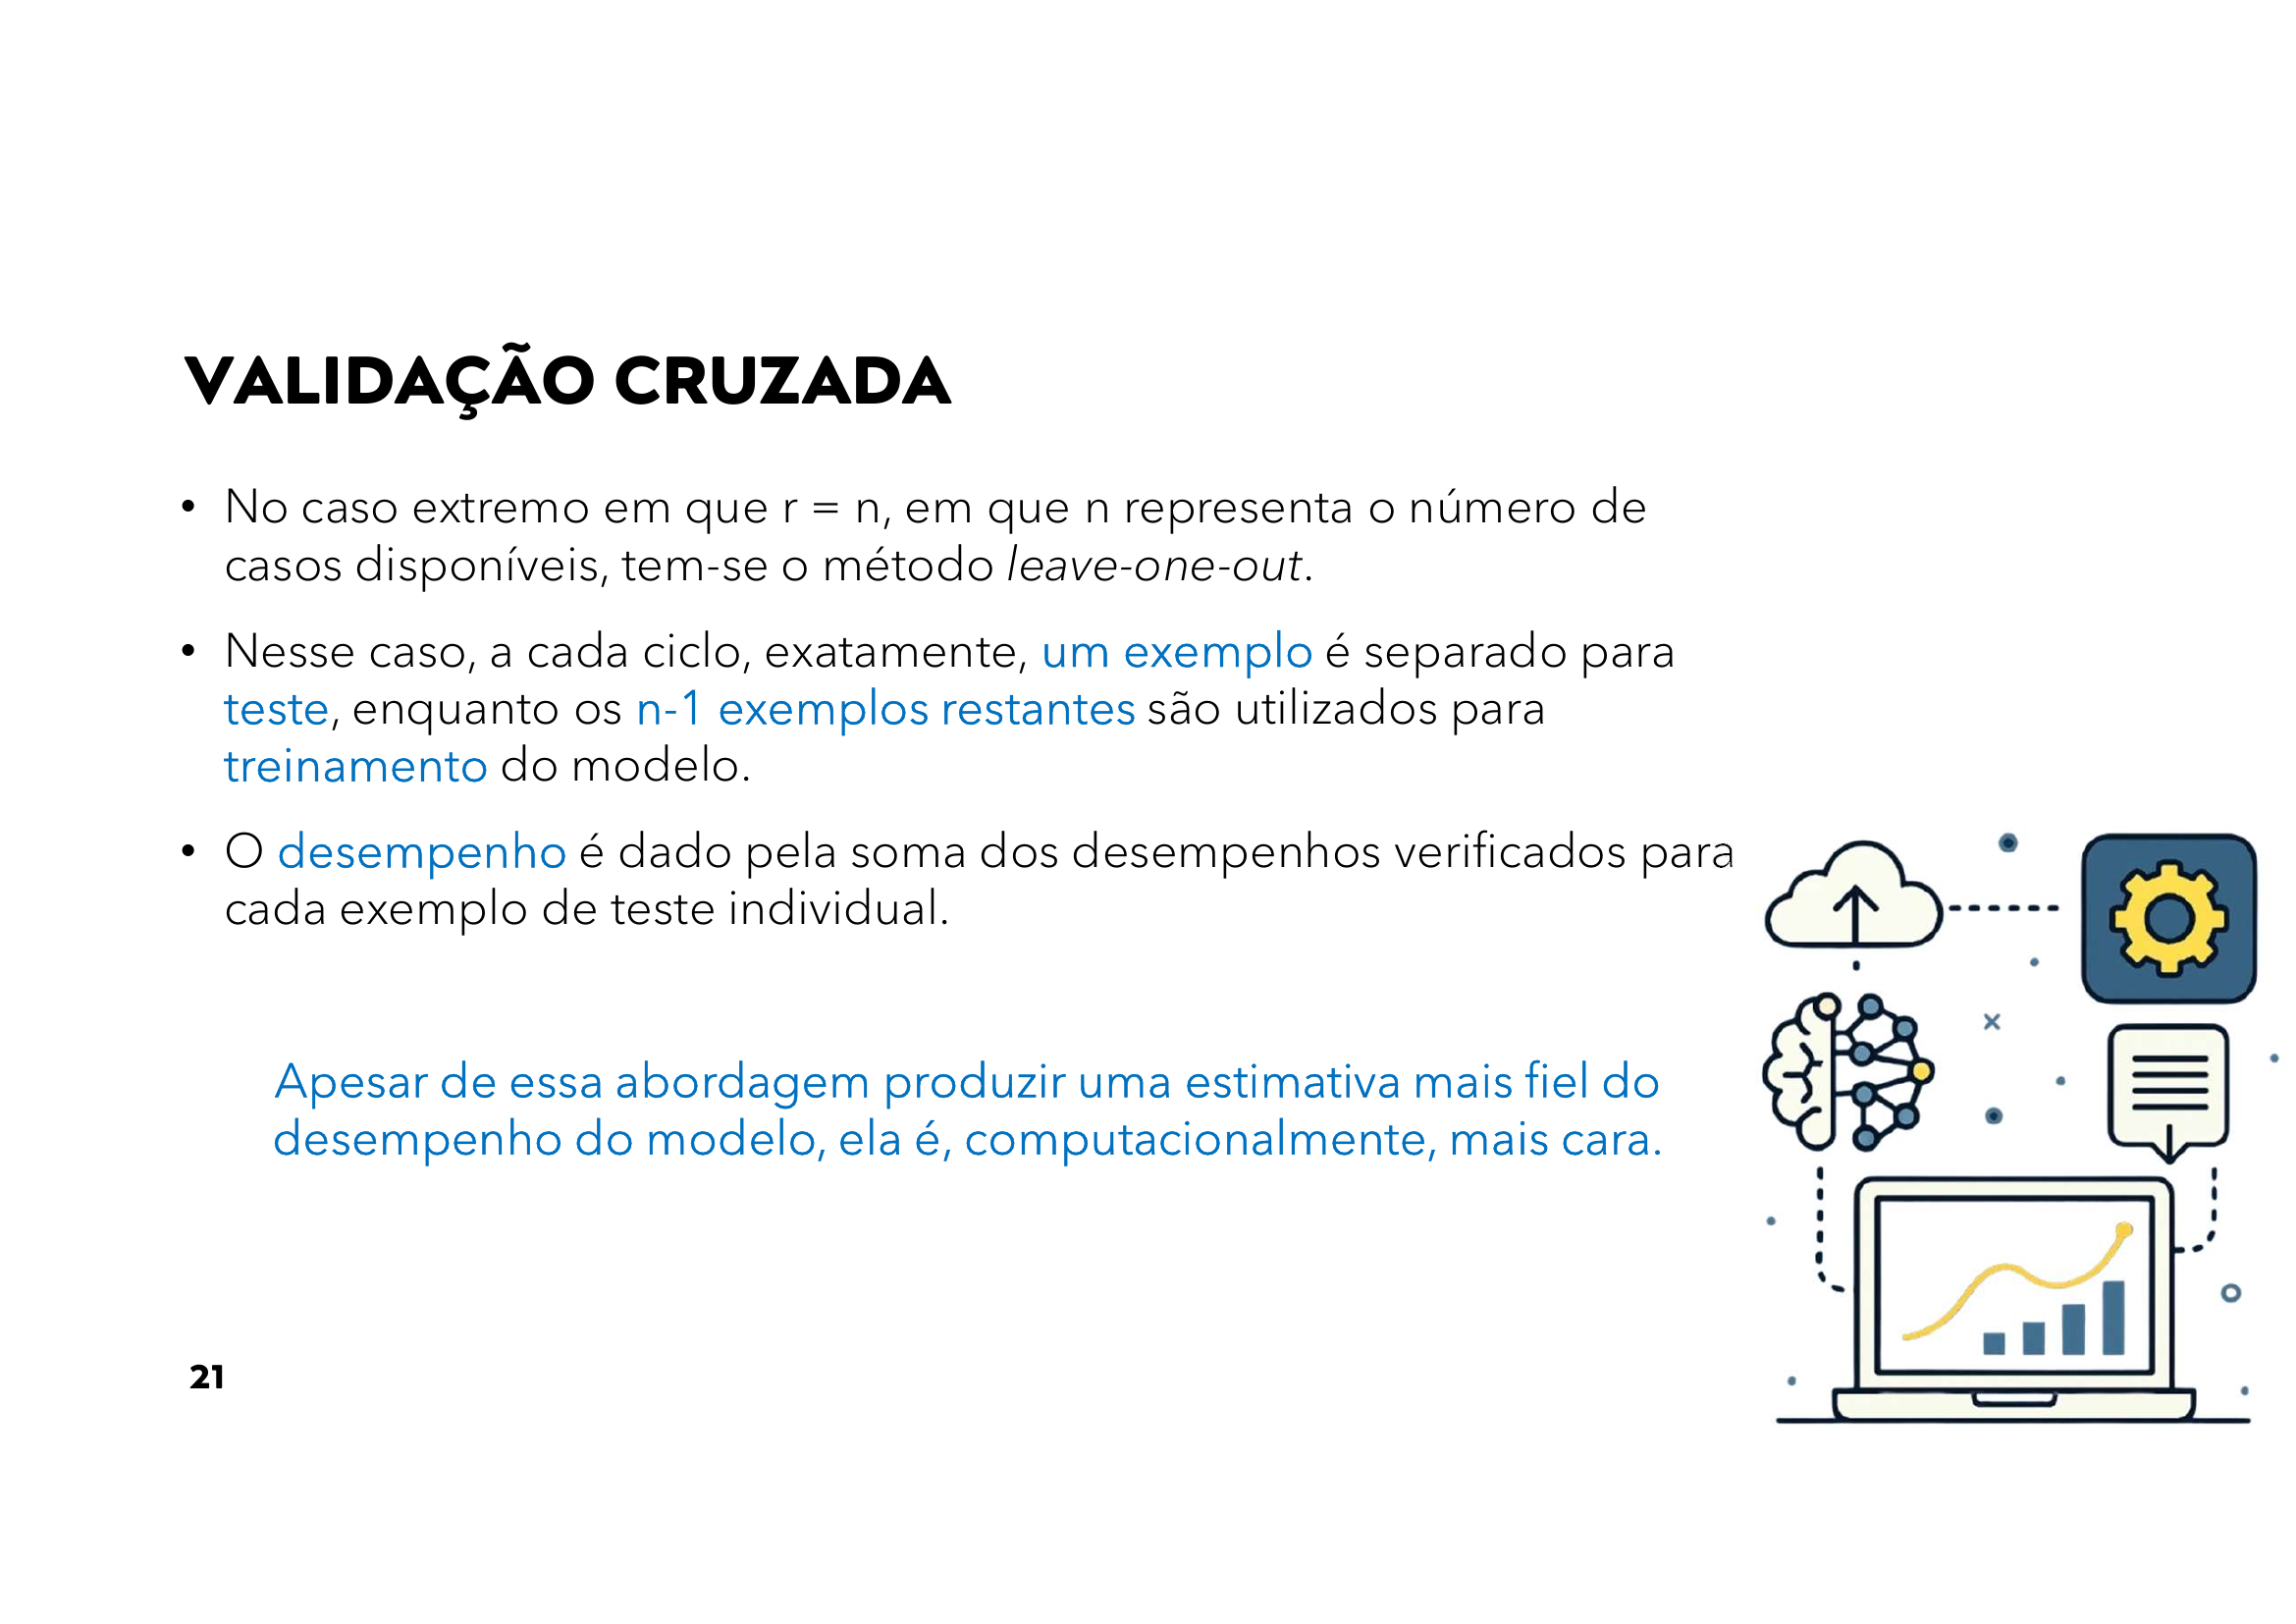 VALIDAÇÃO CRUZADA
• No caso extremo em que r = n, em que n representa o número de
casos disponíveis, tem-se o método leave-one-out.
• Nesse caso, a cada ciclo, exatamente, um exemplo é separado para
teste, enquanto os n-1 exemplos restantes são utilizados para
treinamento do modelo.
• O desempenho é dado pela soma dos desempenhos verificados para
cada exemplo de teste individual.
Apesar de essa abordagem produzir uma estimativa mais fiel do
desempenho do modelo, ela é, computacionalmente, mais cara.
21